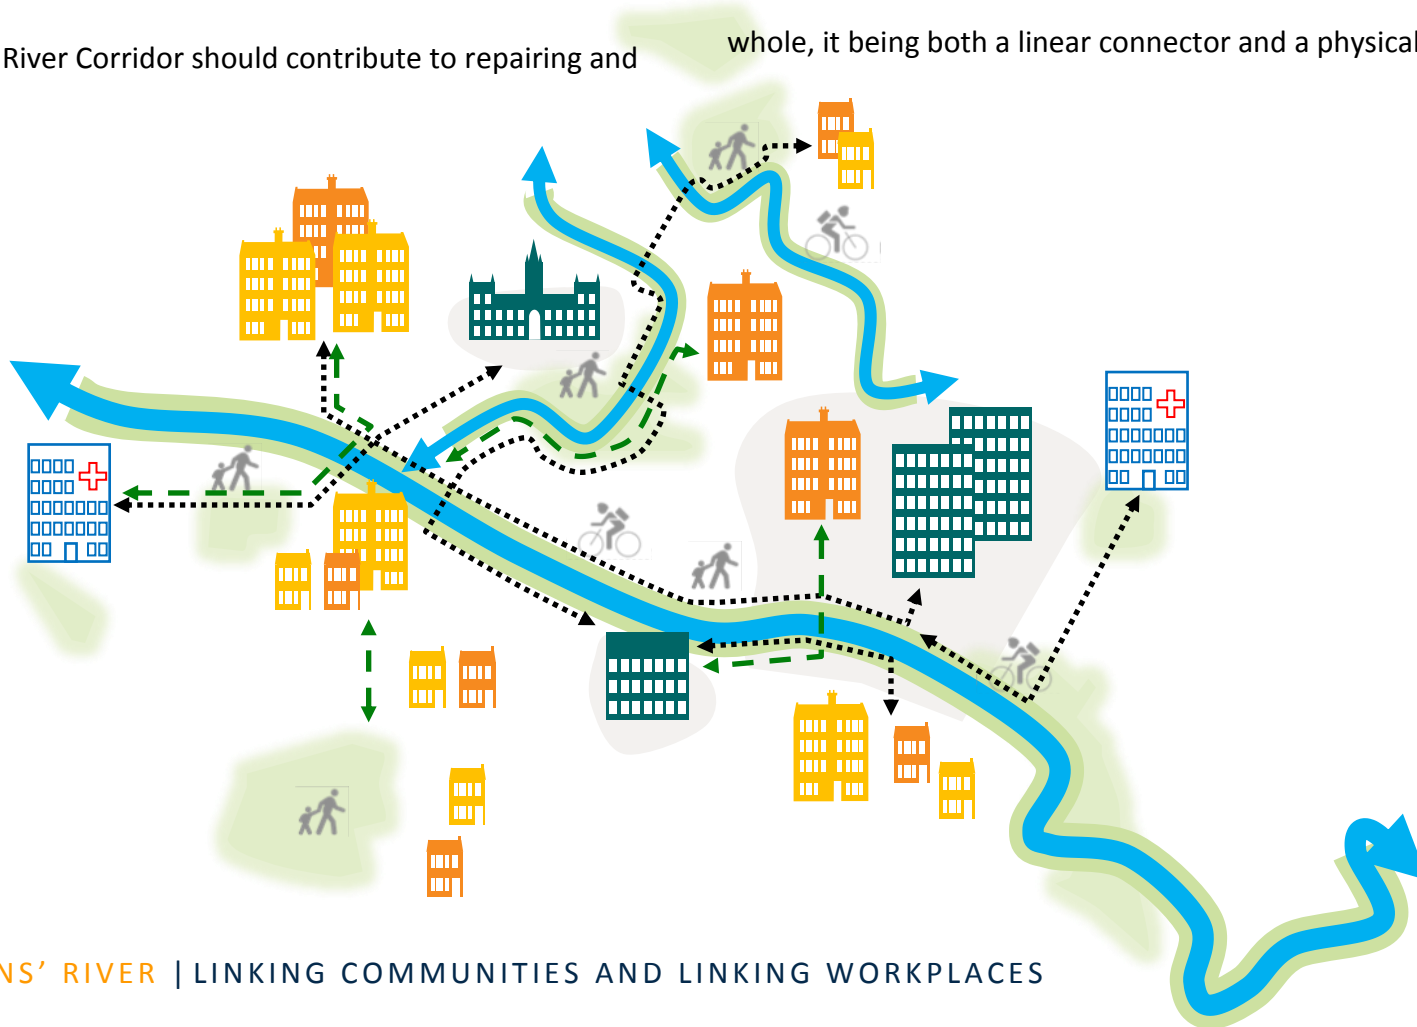 River Corridor should contribute to repairing and
whole, it being both a linear connector and a physical
NS’ RIVER | LINKING COMMUNITIES AND LINKING WORKPLACES